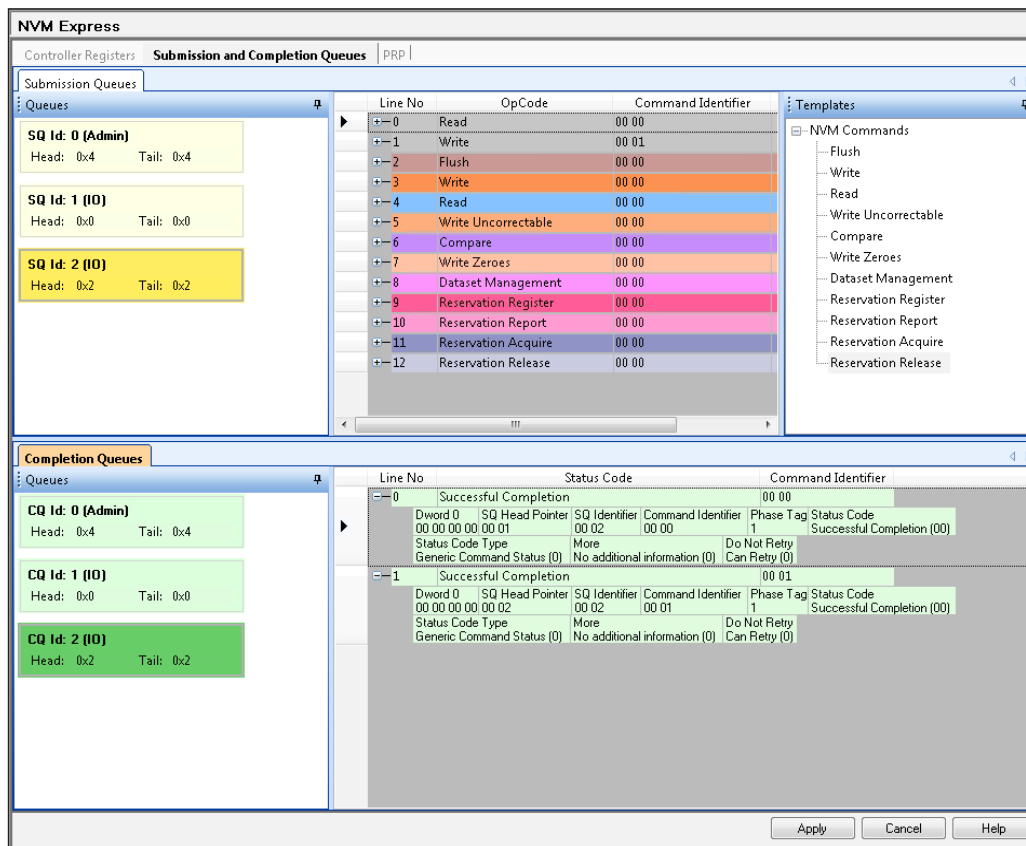 NVM Express
Controller Registers Submission and Completion Queues PRP
Submission Queues
Queues
SQ Id: 0 (Admin)
Head: 0x4 Tail: 0x4
SQ Id: 1 (IO)
Head: 0x0 Tail: 0x0
SQ Id: 2 (IO)
Head: 0x2 Tail: 0x2
Line No OpCode Command Identifier
0 Read 00 00
1 Write 00 01
2 Flush 00 00
3 Write 00 00
4 Read 00 00
5 Write Uncorrectable 00 00
6 Compare 00 00
7 Write Zeroes 00 00
8 Dataset Management 00 00
9 Reservation Register 00 00
10 Reservation Report 00 00
11 Reservation Acquire 00 00
12 Reservation Release 00 00
Templates
NVM Commands
Flush
Write
Read
Write Uncorrectable
Compare
Write Zeroes
Dataset Management
Reservation Register
Reservation Report
Reservation Acquire
Reservation Release
Completion Queues
Queues
CQ Id: 0 (Admin)
Head: 0x4 Tail: 0x4
CQ Id: 1 (IO)
Head: 0x0 Tail: 0x0
CQ Id: 2 (IO)
Head: 0x2 Tail: 0x2
Line No Status Code Command Identifier
0 Successful Completion 00 00
Dword 0 SQ Head Pointer SQ Identifier Command Identifier Phase Tag Status Code
00 00 00 00 00 01 00 02 00 00 1 Successful Completion (00)
Status Code Type More Do Not Retry
Generic Command Status (0) No additional information (0) Can Retry (0)
1 Successful Completion 00 01
Dword 0 SQ Head Pointer SQ Identifier Command Identifier Phase Tag Status Code
00 00 00 00 00 02 00 02 00 01 1 Successful Completion (00)
Status Code Type More Do Not Retry
Generic Command Status (0) No additional information (0) Can Retry (0)
Apply Cancel Help